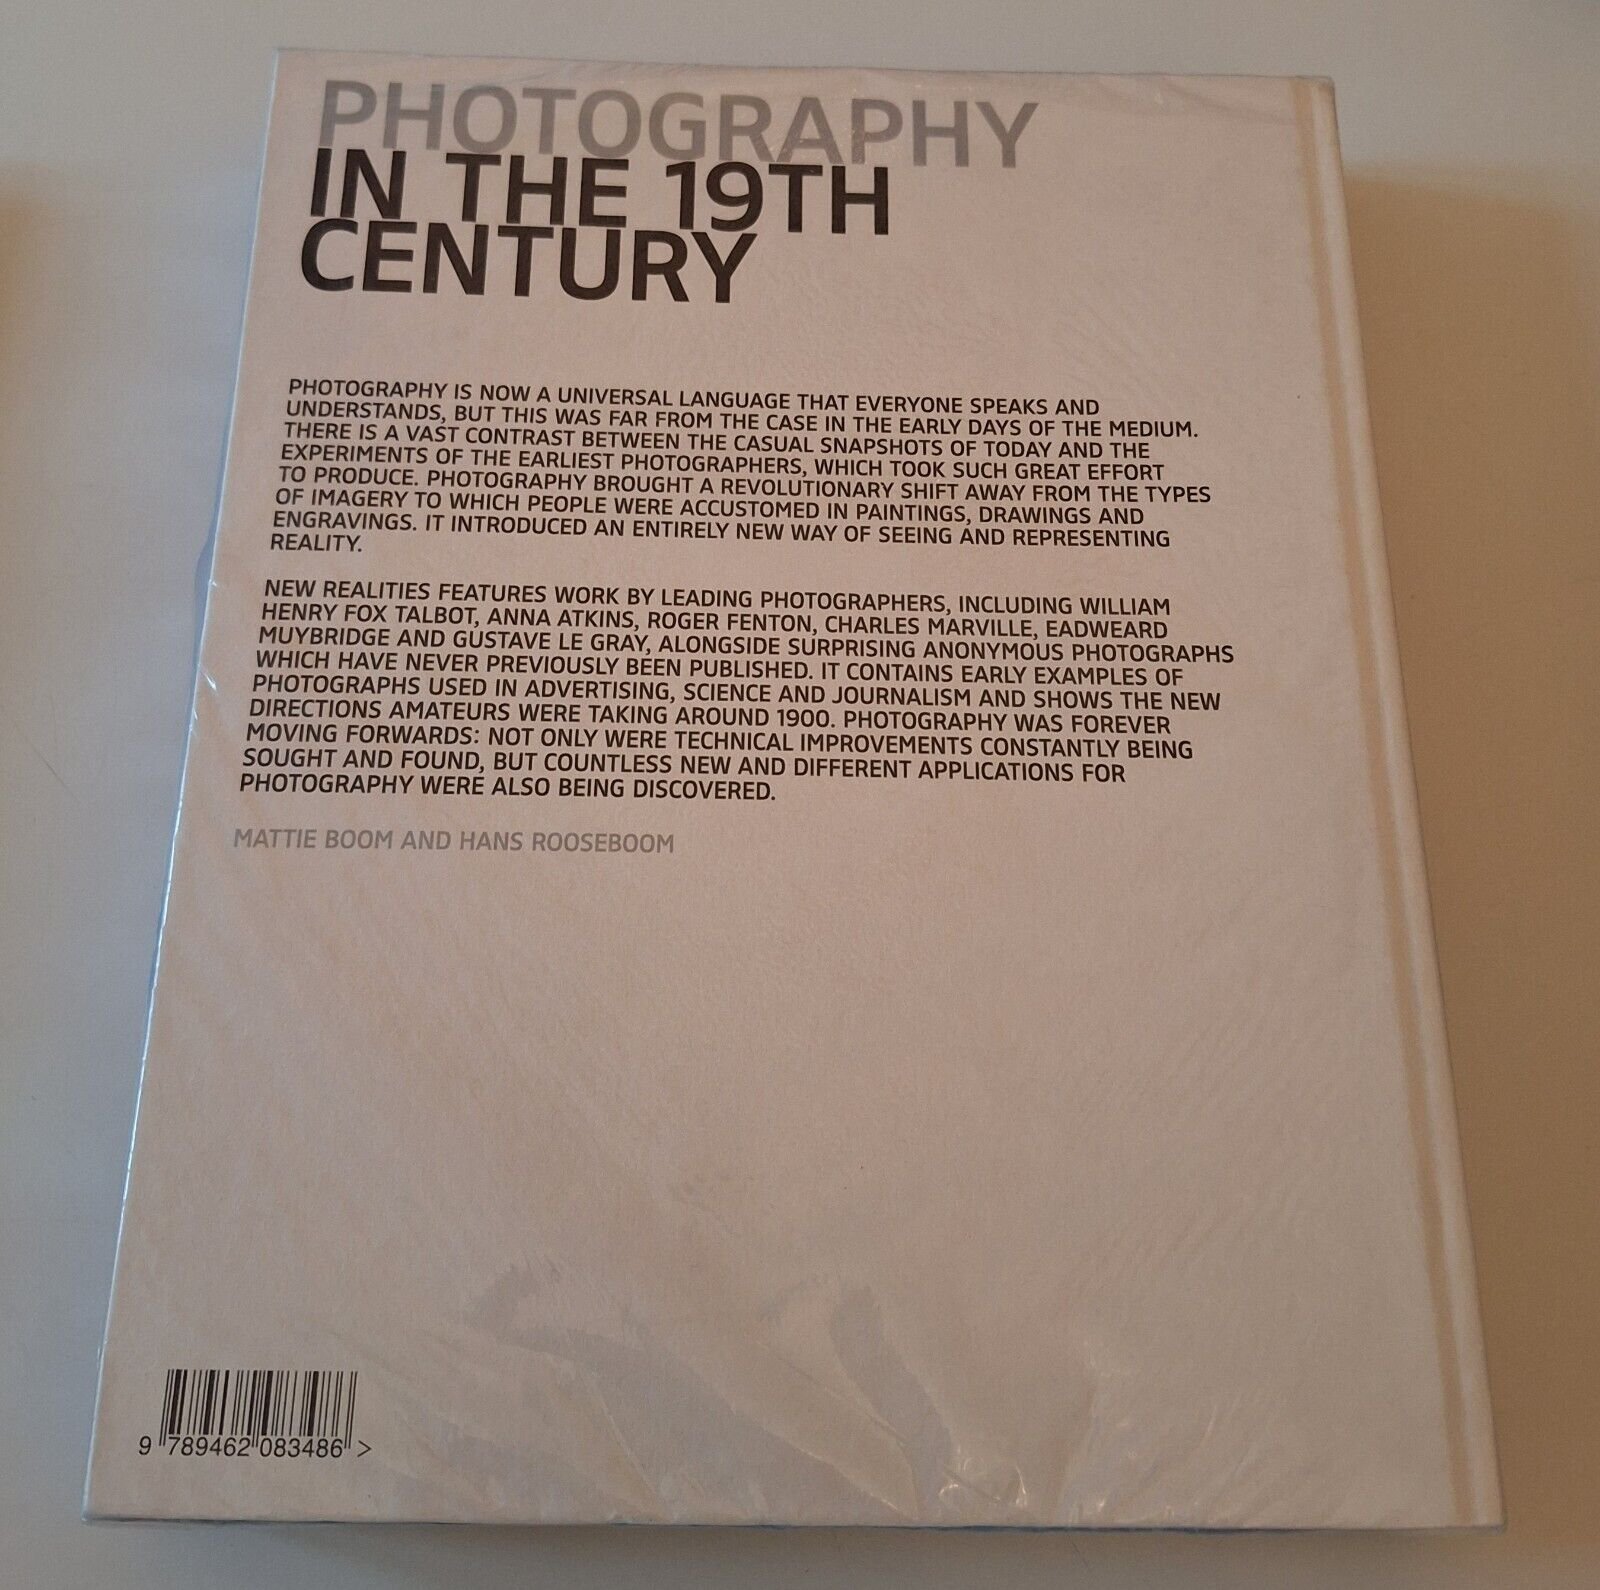 PHOTOGRAPHY
IN THE 19TH
CENTURY
PHOTOGRAPHY IS NOW A UNIVERSAL LANGUAGE THAT EVERYONE SPEAKS AND
UNDERSTANDS, BUT THIS WAS FAR FROM THE CASE IN THE EARLY DAYS OF THE MEDIUM.
THERE IS A VAST CONTRAST BETWEEN THE CASUAL SNAPSHOTS OF TODAY AND THE
EXPERIMENTS OF THE EARLIEST PHOTOGRAPHERS, WHICH TOOK SUCH GREAT EFFORT
TO PRODUCE. PHOTOGRAPHY BROUGHT A REVOLUTIONARY SHIFT AWAY FROM THE TYPES
OF IMAGERY TO WHICH PEOPLE WERE ACCUSTOMED IN PAINTINGS, DRAWINGS AND
ENGRAVINGS. IT INTRODUCED AN ENTIRELY NEW WAY OF SEEING AND REPRESENTING
REALITY.
NEW REALITIES FEATURES WORK BY LEADING PHOTOGRAPHERS, INCLUDING WILLIAM
HENRY FOX TALBOT, ANNA ATKINS, ROGER FENTON, CHARLES MARVILLE, EADWEARD
MUYBRIDGE AND GUSTAVE LE GRAY, ALONGSIDE SURPRISING ANONYMOUS PHOTOGRAPHS
WHICH HAVE NEVER PREVIOUSLY BEEN PUBLISHED. IT CONTAINS EARLY EXAMPLES OF
PHOTOGRAPHS USED IN ADVERTISING, SCIENCE AND JOURNALISM AND SHOWS THE NEW
DIRECTIONS AMATEURS WERE TAKING AROUND 1900. PHOTOGRAPHY WAS FOREVER
MOVING FORWARDS: NOT ONLY WERE TECHNICAL IMPROVEMENTS CONSTANTLY BEING
SOUGHT AND FOUND, BUT COUNTLESS NEW AND DIFFERENT APPLICATIONS FOR
PHOTOGRAPHY WERE ALSO BEING DISCOVERED.
MATTIE BOOM AND HANS ROOSEBOOM
9 789462 083486 >